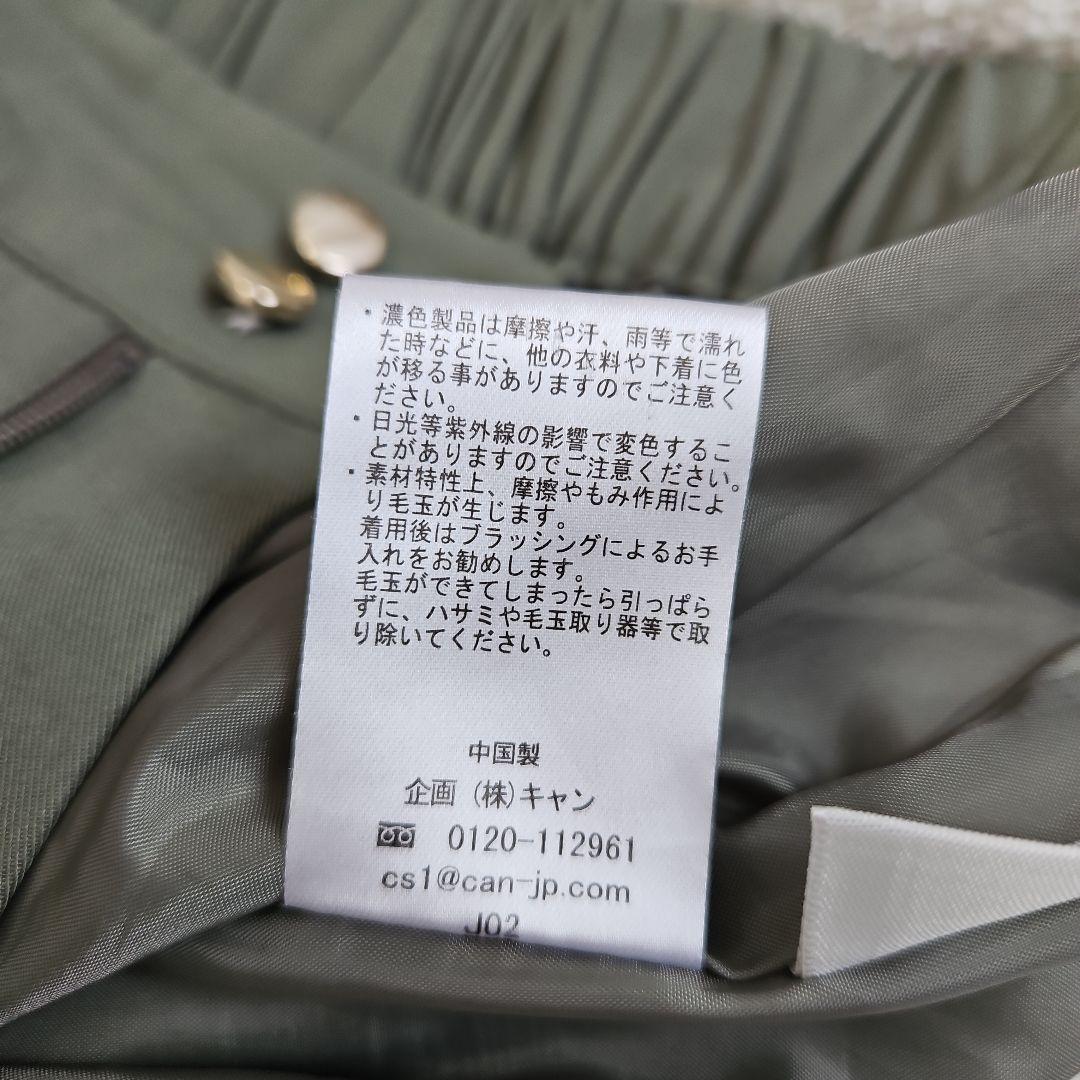 ・濃色製品は摩擦や汗、雨等で濡れ
た時などに、他の衣料や下着に色
が移る事がありますのでご注意く
ださい。
・日光等紫外線の影響で変色するこ
とがありますのでご注意ください。
・素材特性上、摩擦やもみ作用によ
り毛玉が生じます。
着用後はブラッシングによるお手
入れをお勧めします。
毛玉ができてしまったら引っぱら
ずに、ハサミや毛玉取り器等で取
り除いてください。
中国製
企画 (株)キャン
0120-112961
cs1@can-jp.com
J02